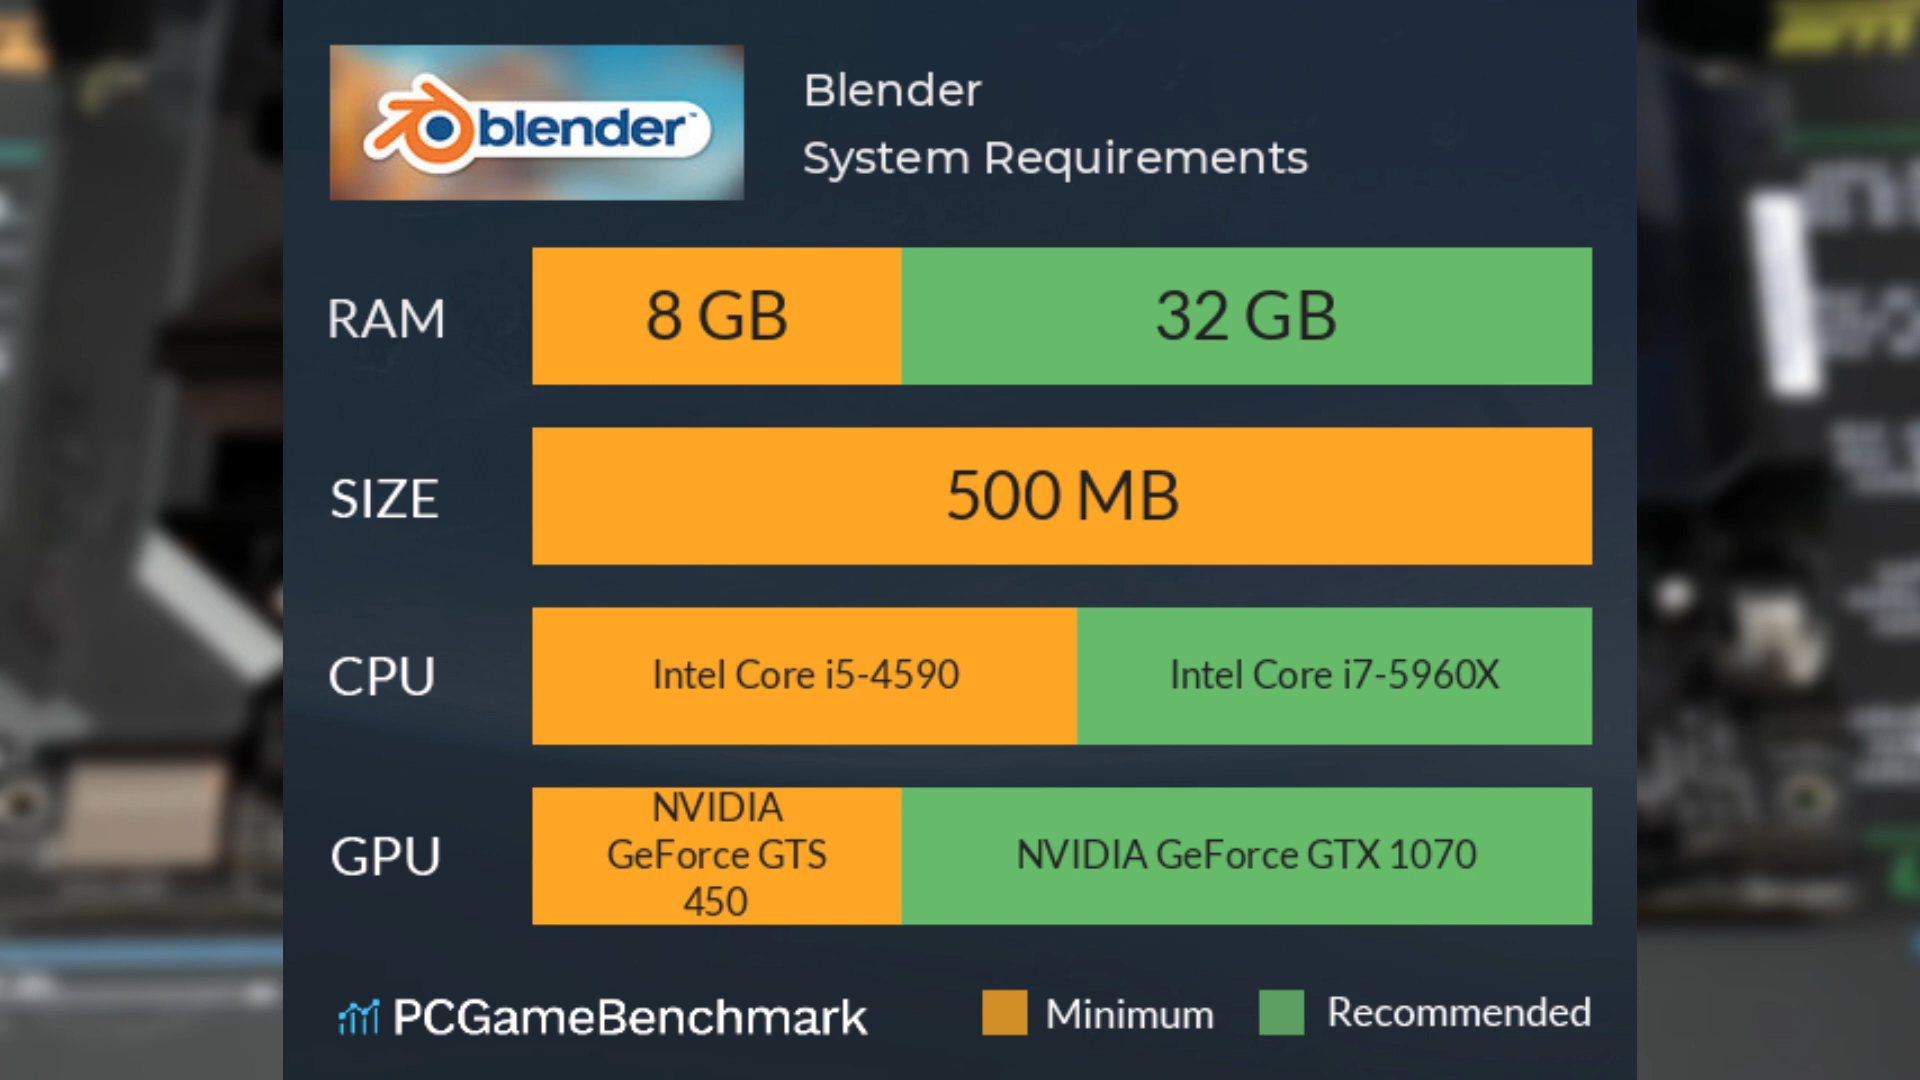 blender™
Blender
System Requirements
RAM
8 GB
32 GB
SIZE
500 MB
CPU
Intel Core i5-4590
Intel Core i7-5960X
GPU
NVIDIA
GeForce GTS
450
NVIDIA GeForce GTX 1070
PCGameBenchmark
Minimum
Recommended